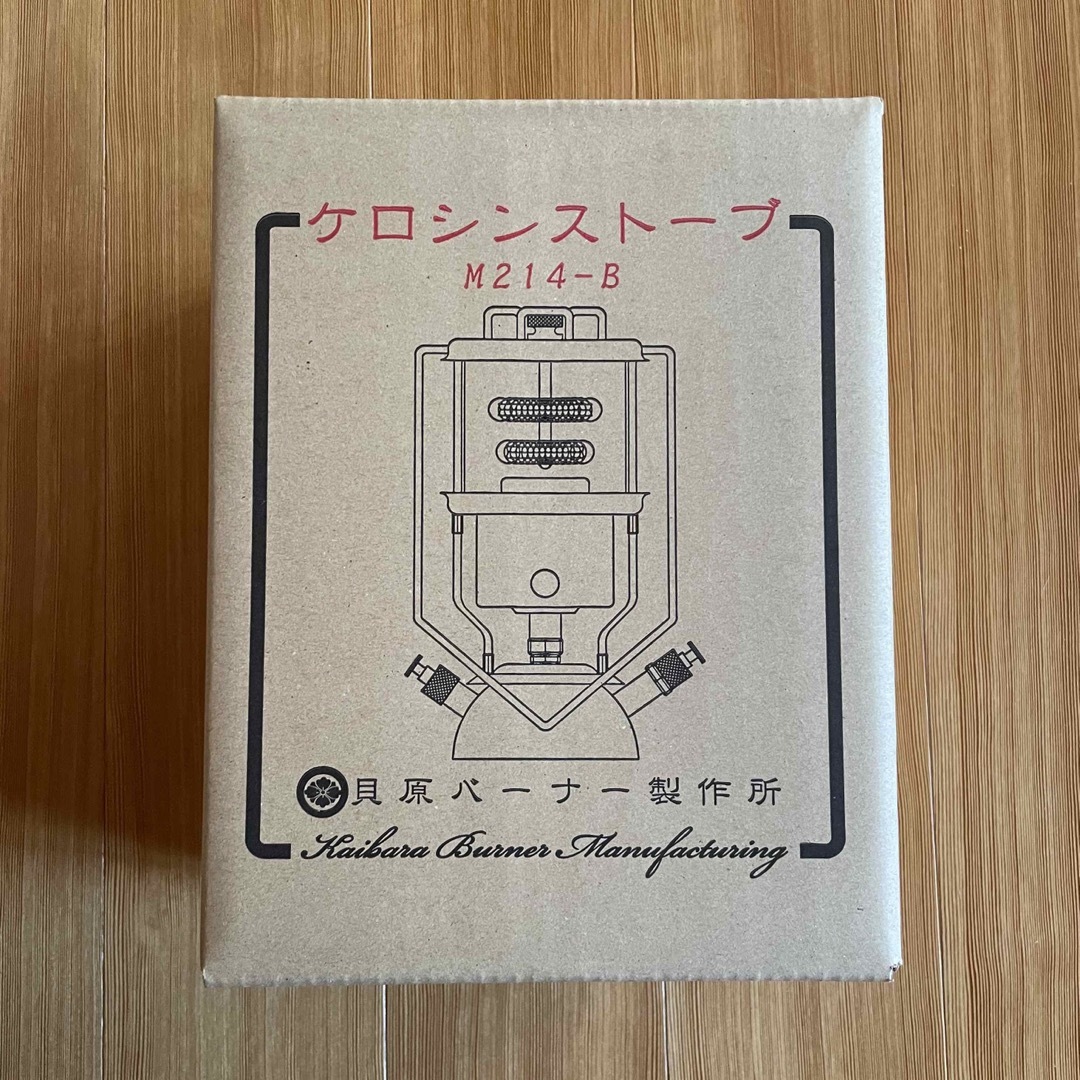 ケロシンストーブ
M214-B
貝原バーナー製作所
Kaibara Burner Manufacturing